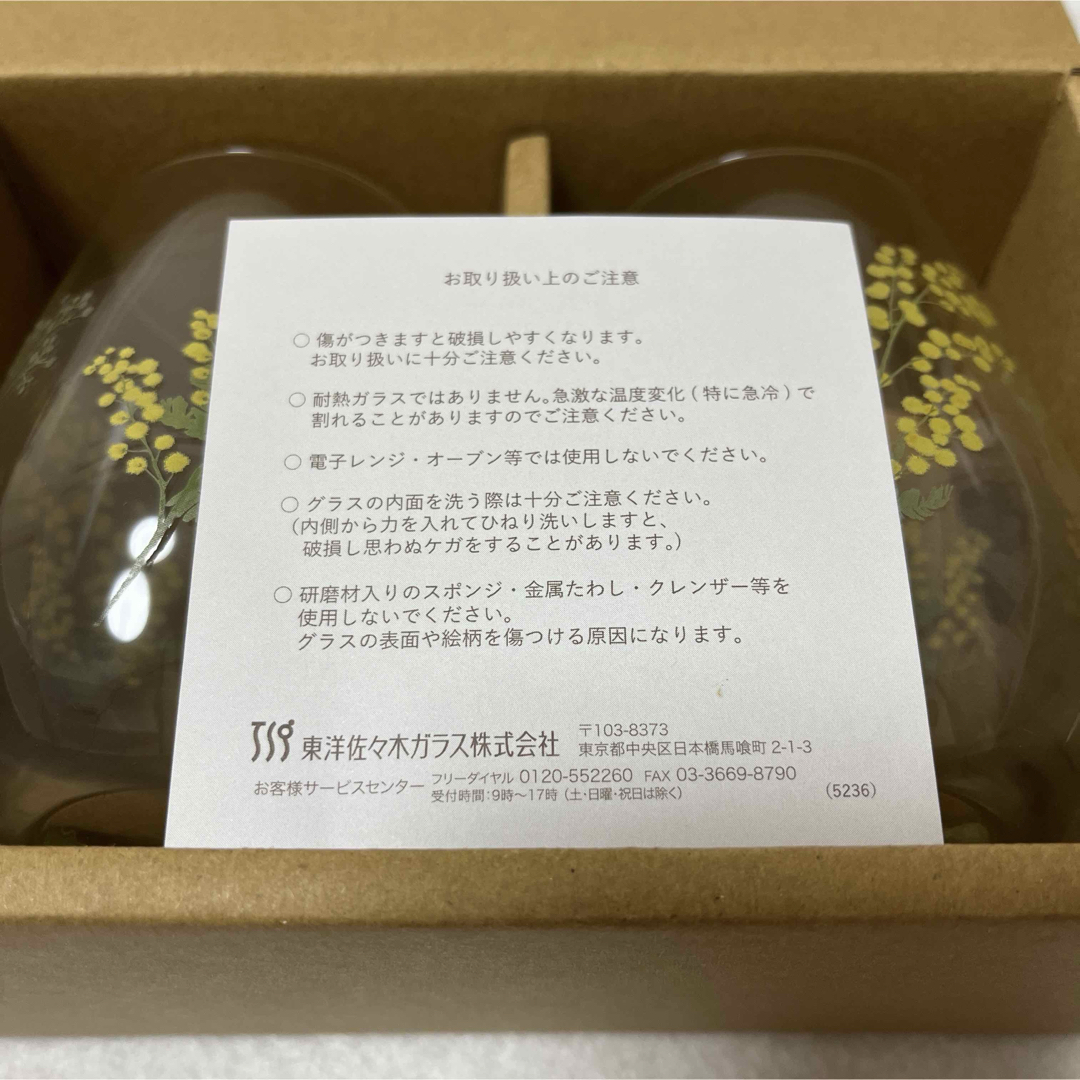 お取り扱い上のご注意
○ 傷がつきますと破損しやすくなります。
お取り扱いに十分ご注意ください。
○ 耐熱ガラスではありません。急激な温度変化 ( 特に急冷 ) で
割れることがありますのでご注意ください。
○ 電子レンジ・オーブン等では使用しないでください。
○ グラスの内面を洗う際は十分ご注意ください。
(内側から力を入れてひねり洗いしますと、
破損し思わぬケガをすることがあります。)
○ 研磨材入りのスポンジ・金属たわし・クレンザー等を
使用しないでください。
グラスの表面や絵柄を傷つける原因になります。
TSg 東洋佐々木ガラス株式会社
〒103-8373
東京都中央区日本橋馬喰町 2-1-3
お客様サービスセンター フリーダイヤル 0120-552260 FAX 03-3669-8790
受付時間:9時〜17時(土・日曜・祝日は除く)
(5236)